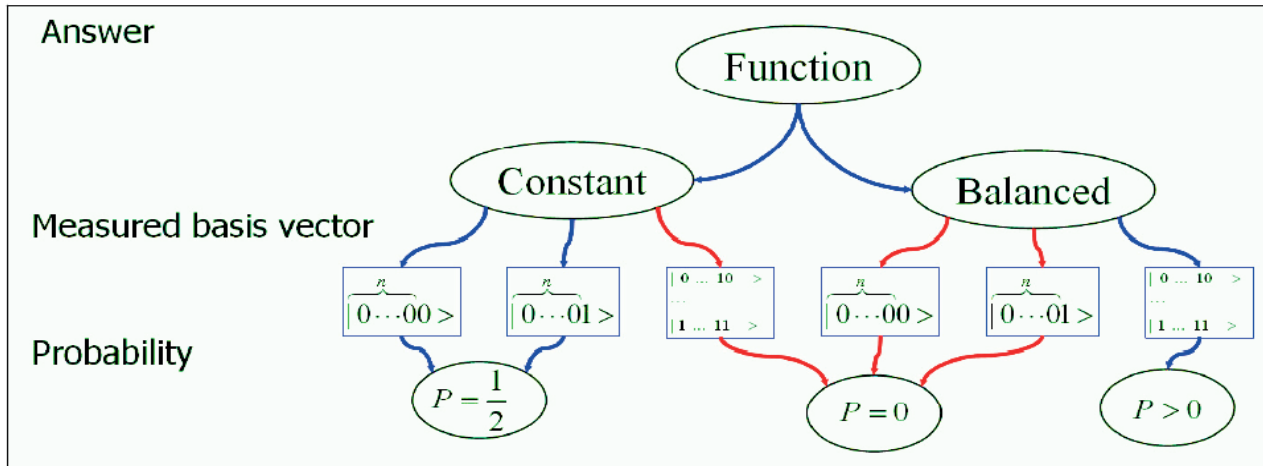 Answer
Function
Constant
Balanced
Measured basis vector
n
| 0···00 >
n
| 0···01 >
| 0 ... 10 >
...
| 1 ... 11 >
n
| 0···00 >
n
| 0···01 >
| 0 ... 10 >
...
| 1 ... 11 >
Probability
P = 1/2
P = 0
P > 0